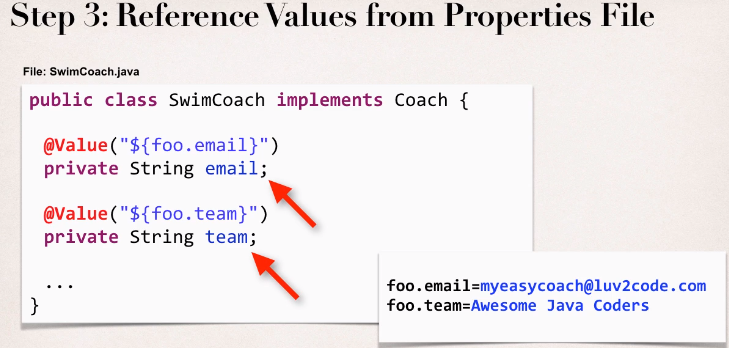 Step 3: Reference Values from Properties File
File: SwimCoach.java
public class SwimCoach implements Coach {
@Value("${foo.email}")
private String email;
@Value("${foo.team}")
private String team;
...
}
foo.email=myeasycoach@luv2code.com
foo.team=Awesome Java Coders